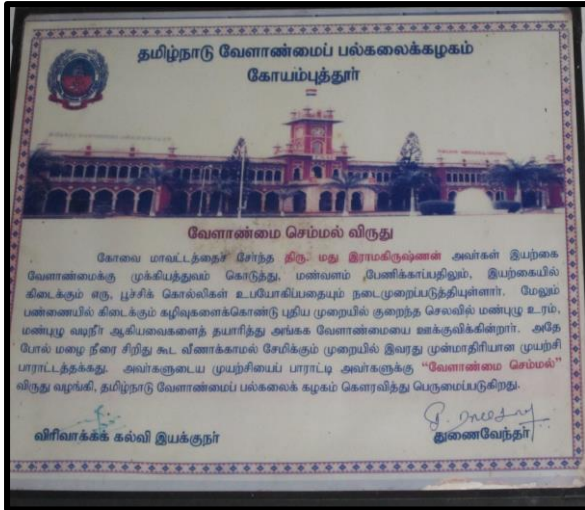 தமிழ்நாடு வேளாண்மைப் பல்கலைக்கழகம்
கோயம்புத்தூர்
வேளாண்மை செம்மல் விருது
கோவை மாவட்டத்தைச் சேர்ந்த திரு. மது இராமகிருஷ்ணன் அவர்கள் இயற்கை
வேளாண்மைக்கு முக்கியத்துவம் கொடுத்து, மண்வளம் ,பேணிக்காப்பதிலும், இயற்கையில்
கிடைக்கும் எரு, பூச்சிக் கொல்லிகள் உபயோகிப்பதையும் நடைமுறைப்படுத்தியுள்ளார். மேலும்
பண்ணையில் கிடைக்கும் கழிவுகளைக்கொண்டு புதிய முறையில் குறைந்த செலவில் மண்புழு உரம்,
மண்புழு வடிநீர் ஆகியவைகளைத் தயாரித்து அங்கக வேளாண்மையை ஊக்குவிக்கின்றார். அதே
போல் மழை நீரை சிறிது கூட வீணாக்காமல் சேமிக்கும் முறையில் இவரது முன்மாதிரியான முயற்சி
பாராட்டத்தக்கது. அவர்களுடைய முயற்சியைப் பாராட்டி அவர்களுக்கு "வேளாண்மை செம்மல்"
விருது வழங்கி, தமிழ்நாடு வேளாண்மைப் பல்கலைக் கழகம் கௌரவித்து பெருமைப்படுகிறது.
விரிவாக்கக் கல்வி இயக்குநர்
துணைவேந்தர்